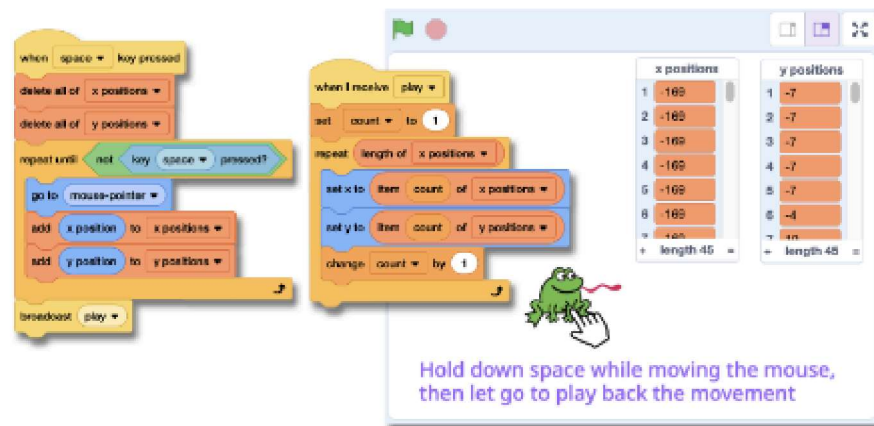 when space key pressed
delete all of x positions
delete all of y positions
repeat until not key space pressed?
go to mouse-pointer
add x position to x positions
add y position to y positions
broadcast play
when I receive play
set count to 1
repeat length of x positions
set x to item count of x positions
set y to item count of y positions
change count by 1
x positions
1 -169
2 -169
3 -169
4 -169
5 -169
6 -169
+ length 45 =
y positions
1 -7
2 -7
3 -7
4 -7
5 -7
6 -4
+ length 45 =
Hold down space while moving the mouse,
then let go to play back the movement